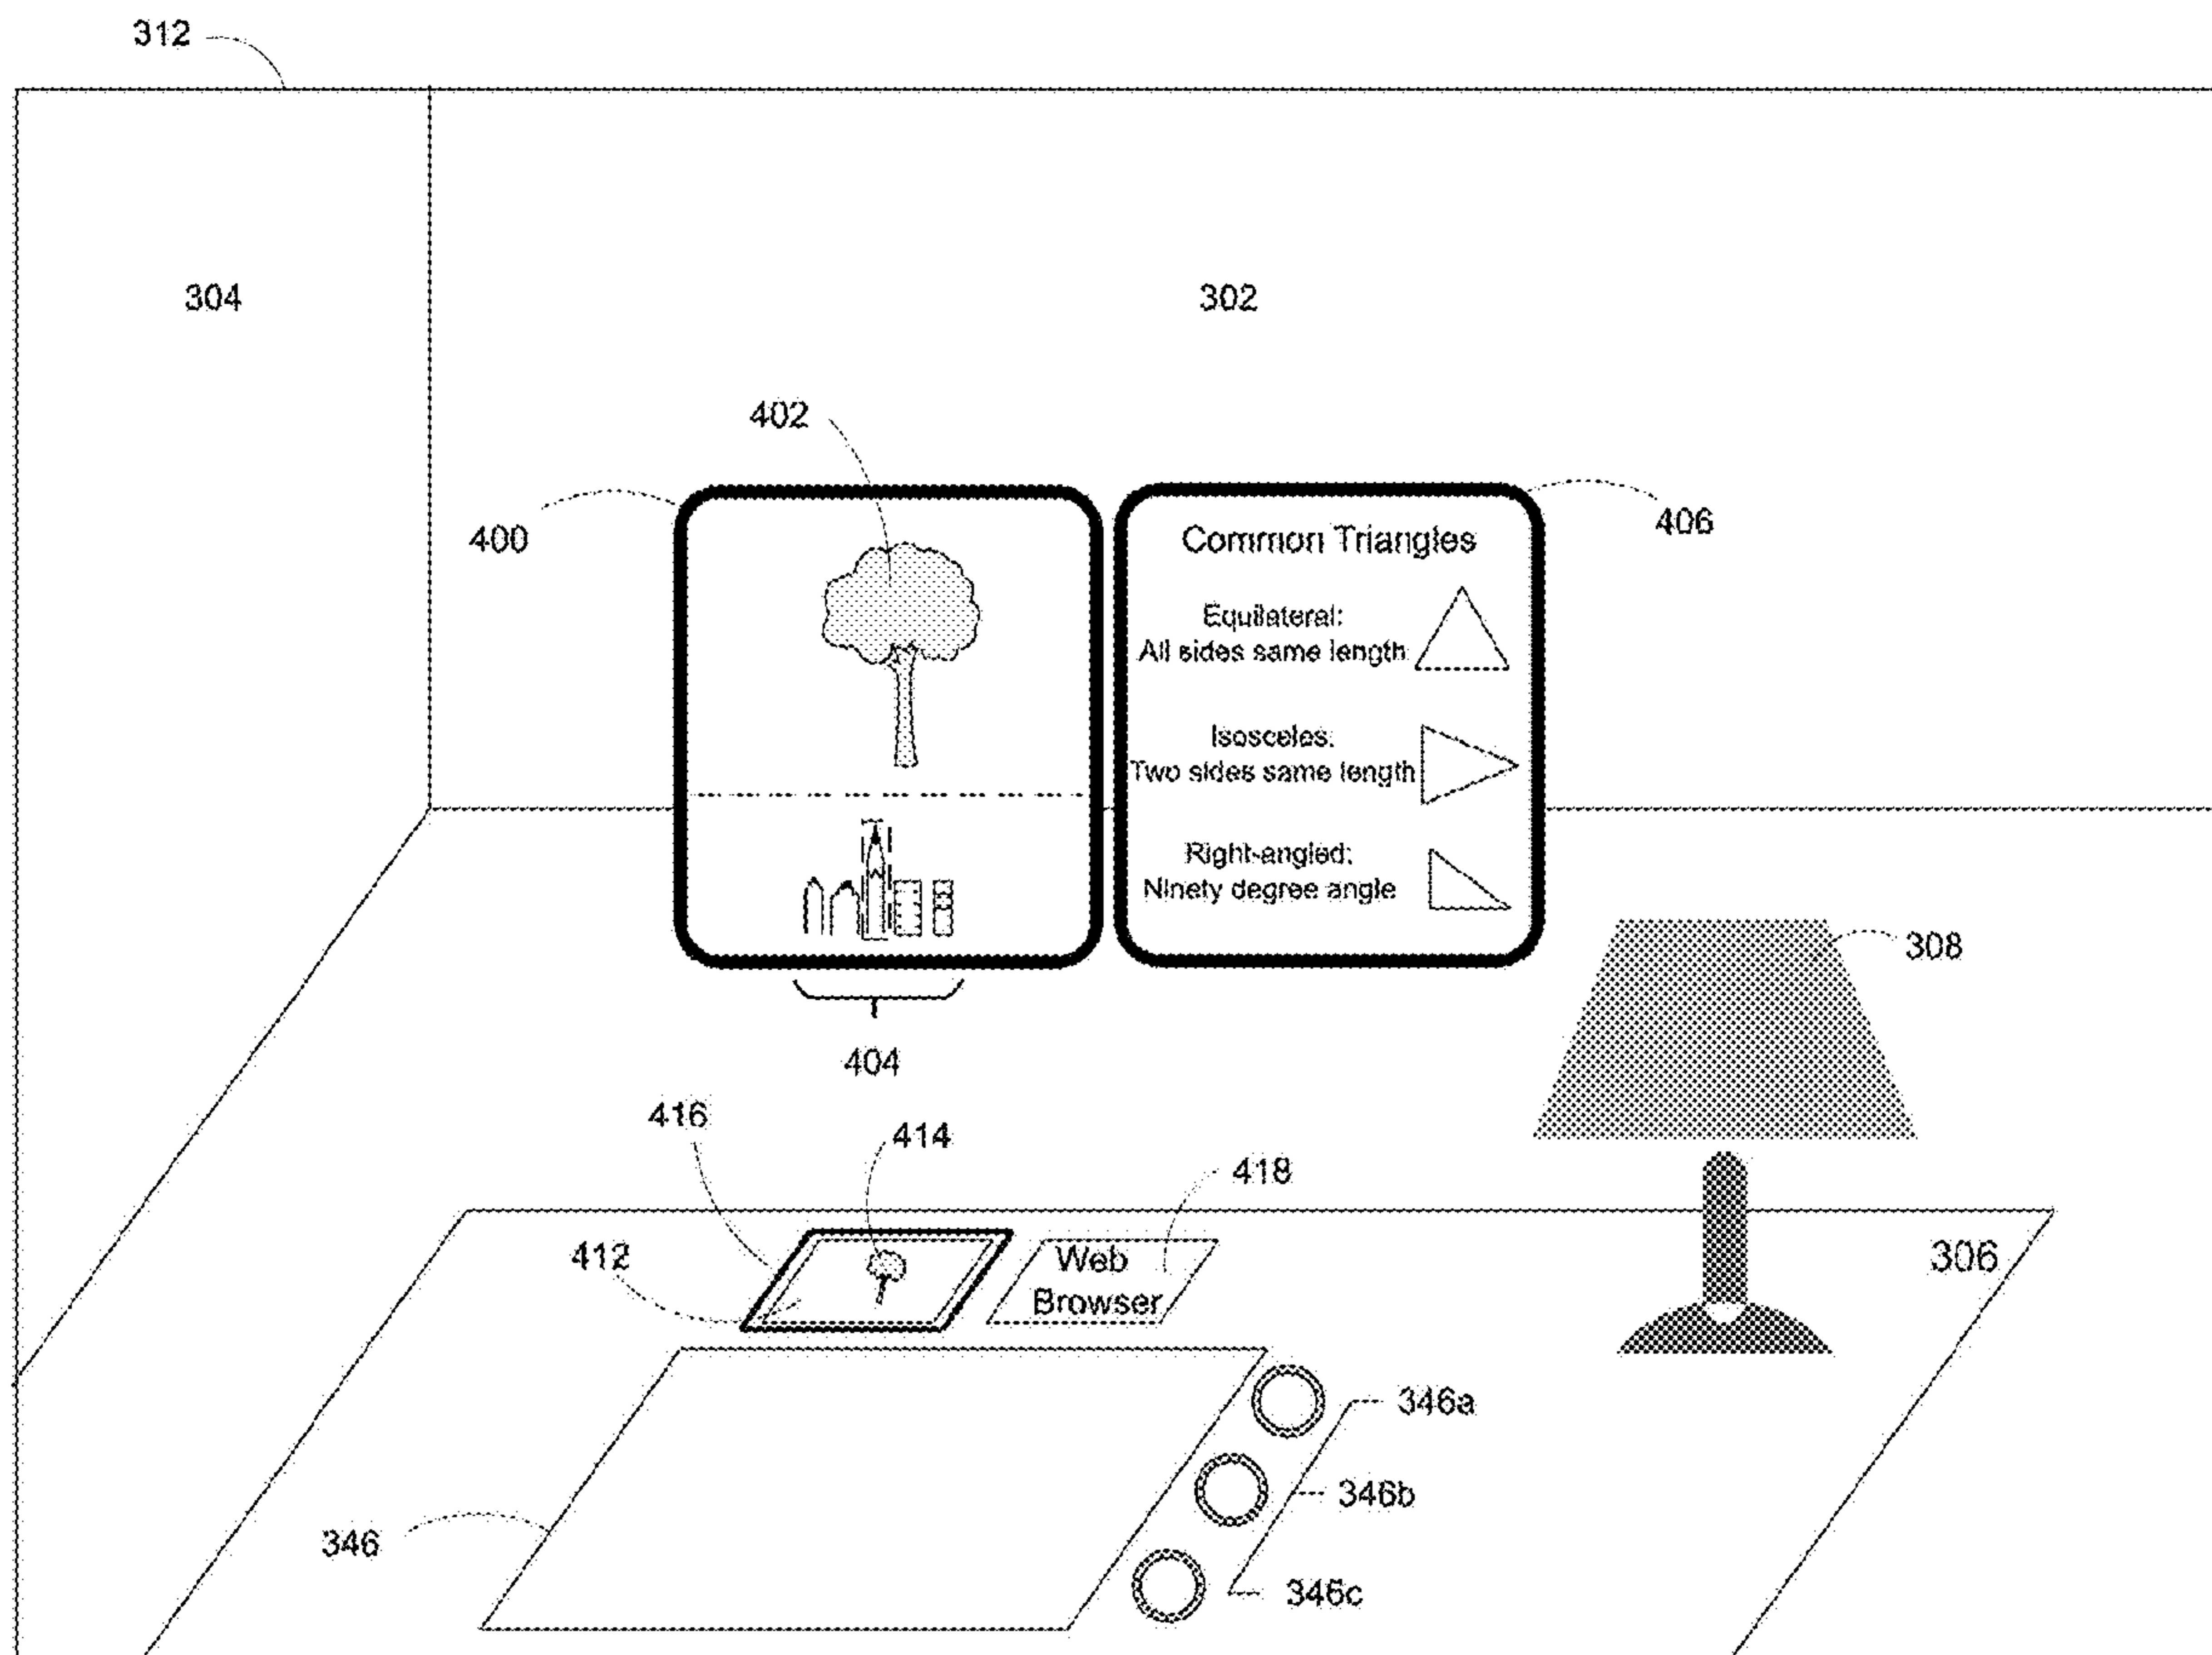 312
304
302
402
400
406
Common Triangles
Equilateral:
All sides same length
Isosceles:
Two sides same length
Right-angled:
Ninety degree angle
308
404
416
414
418
412
Web
Browser
306
346a
346b
346
346c